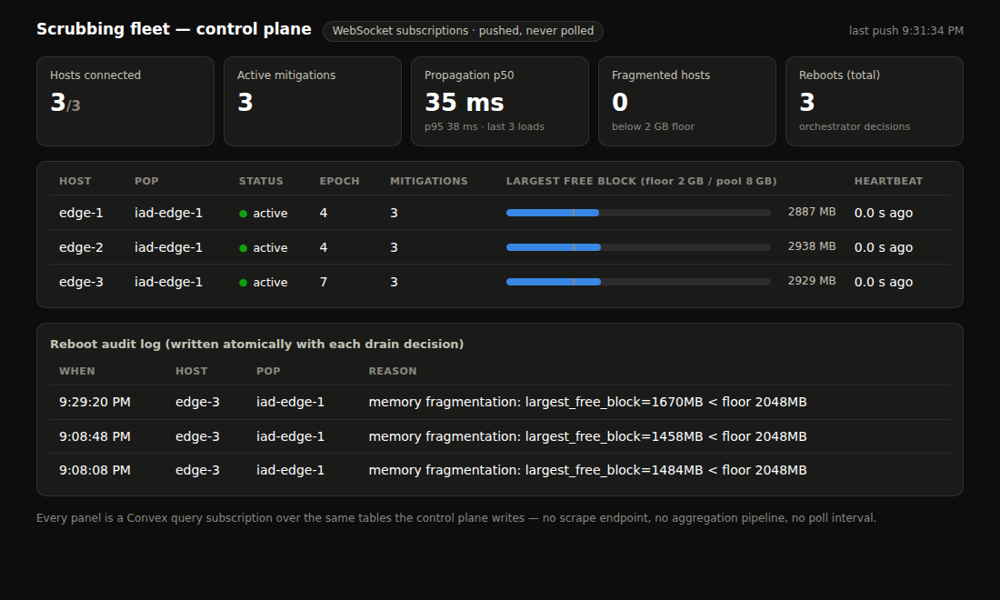 Scrubbing fleet — control plane WebSocket subscriptions · pushed, never polled last push 9:31:34 PM
Hosts connected Active mitigations Propagation p50 Fragmented hosts Reboots (total)
3/3 3 35 ms 0 3
p95 38 ms · last 3 loads below 2 GB floor orchestrator decisions
HOST POP STATUS EPOCH MITIGATIONS LARGEST FREE BLOCK (floor 2 GB / pool 8 GB) HEARTBEAT
edge-1 iad-edge-1 active 4 3 2887 MB 0.0 s ago
edge-2 iad-edge-1 active 4 3 2938 MB 0.0 s ago
edge-3 iad-edge-1 active 7 3 2929 MB 0.0 s ago
Reboot audit log (written atomically with each drain decision)
WHEN HOST POP REASON
9:29:20 PM edge-3 iad-edge-1 memory fragmentation: largest_free_block=1670MB < floor 2048MB
9:08:48 PM edge-3 iad-edge-1 memory fragmentation: largest_free_block=1458MB < floor 2048MB
9:08:08 PM edge-3 iad-edge-1 memory fragmentation: largest_free_block=1484MB < floor 2048MB
Every panel is a Convex query subscription over the same tables the control plane writes — no scrape endpoint, no aggregation pipeline, no poll interval.